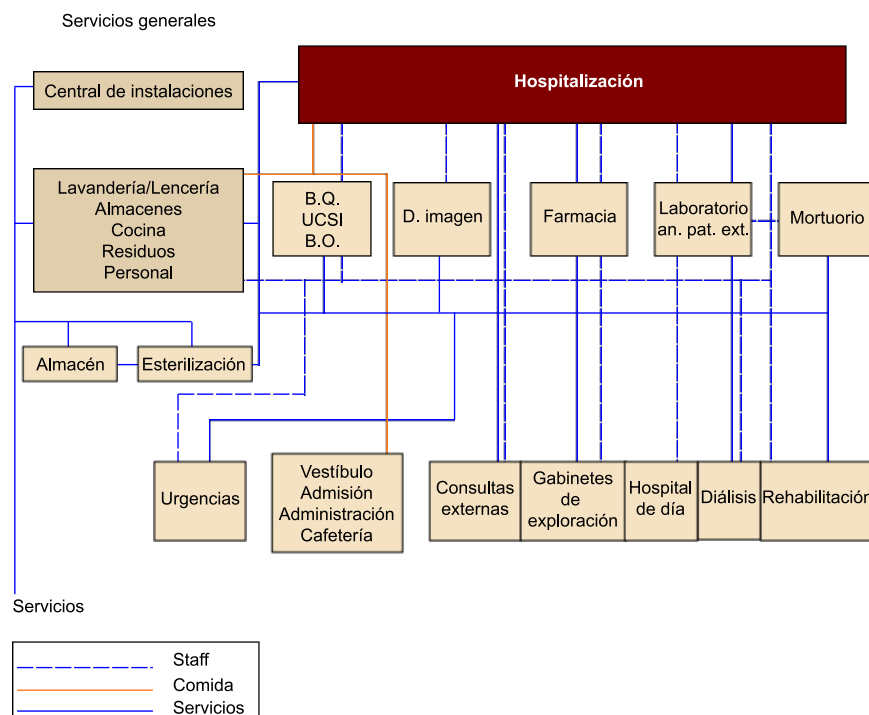 Servicios generales
Hospitalización
Central de instalaciones
Lavandería/Lencería
Almacenes
Cocina
Residuos
Personal
B.Q.
UCSI
B.O.
D. imagen
Farmacia
Laboratorio
an. pat. ext.
Mortuorio
Almacén
Esterilización
Urgencias
Vestíbulo
Admisión
Administración
Cafetería
Consultas
externas
Gabinetes
de
exploración
Hospital
de día
Diálisis
Rehabilitación
Servicios
Staff
Comida
Servicios